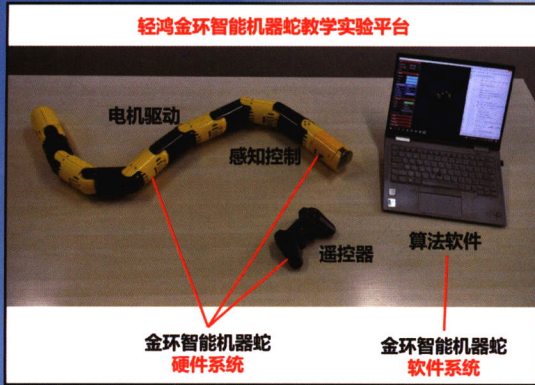 轻鸿金环智能机器蛇教学实验平台
电机驱动
感知控制
遥控器
算法软件
金环智能机器蛇
硬件系统
金环智能机器蛇
软件系统